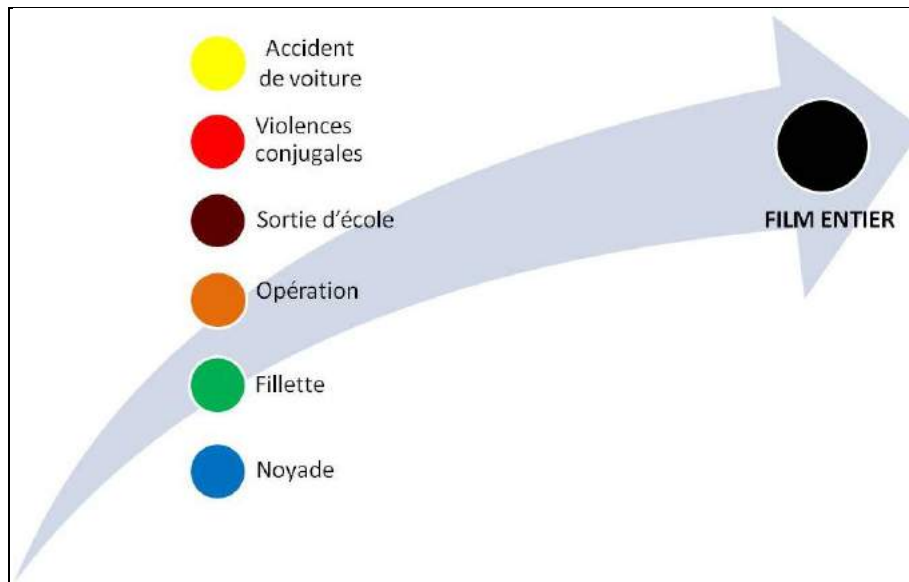 Accident
de voiture
Violences
conjugales
Sortie d'école
Opération
Fillette
Noyade
FILM ENTIER